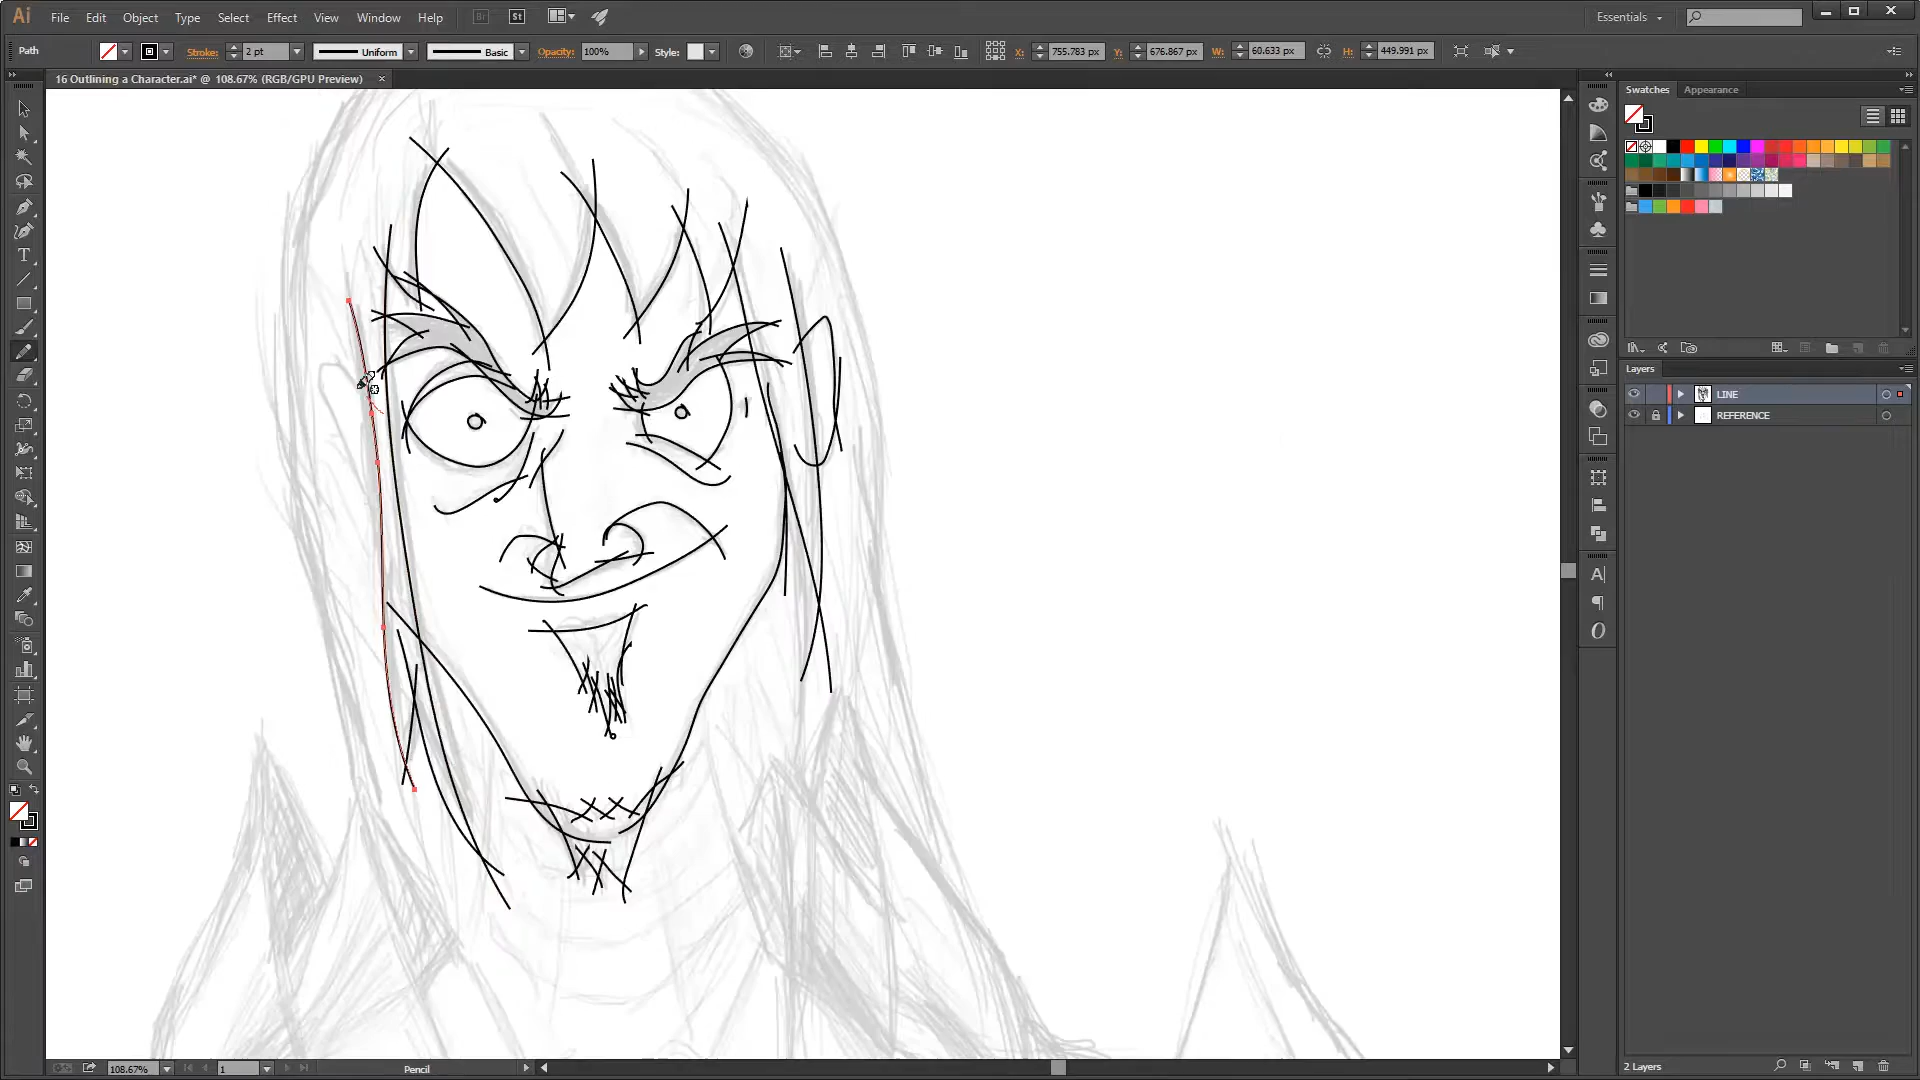 Ai File Edit Object Type Select Effect View Window Help Br St Essentials
Path Stroke: 2 pt Uniform Basic Opacity: 100% Style: X: 755.783 px Y: 676.867 px W: 60.633 px H: 449.991 px
16 Outlining a Character.ai* @ 108.67% (RGB/GPU Preview)
Swatches Appearance
Layers
LINE
REFERENCE
108.67% 1 Pencil
2 Layers